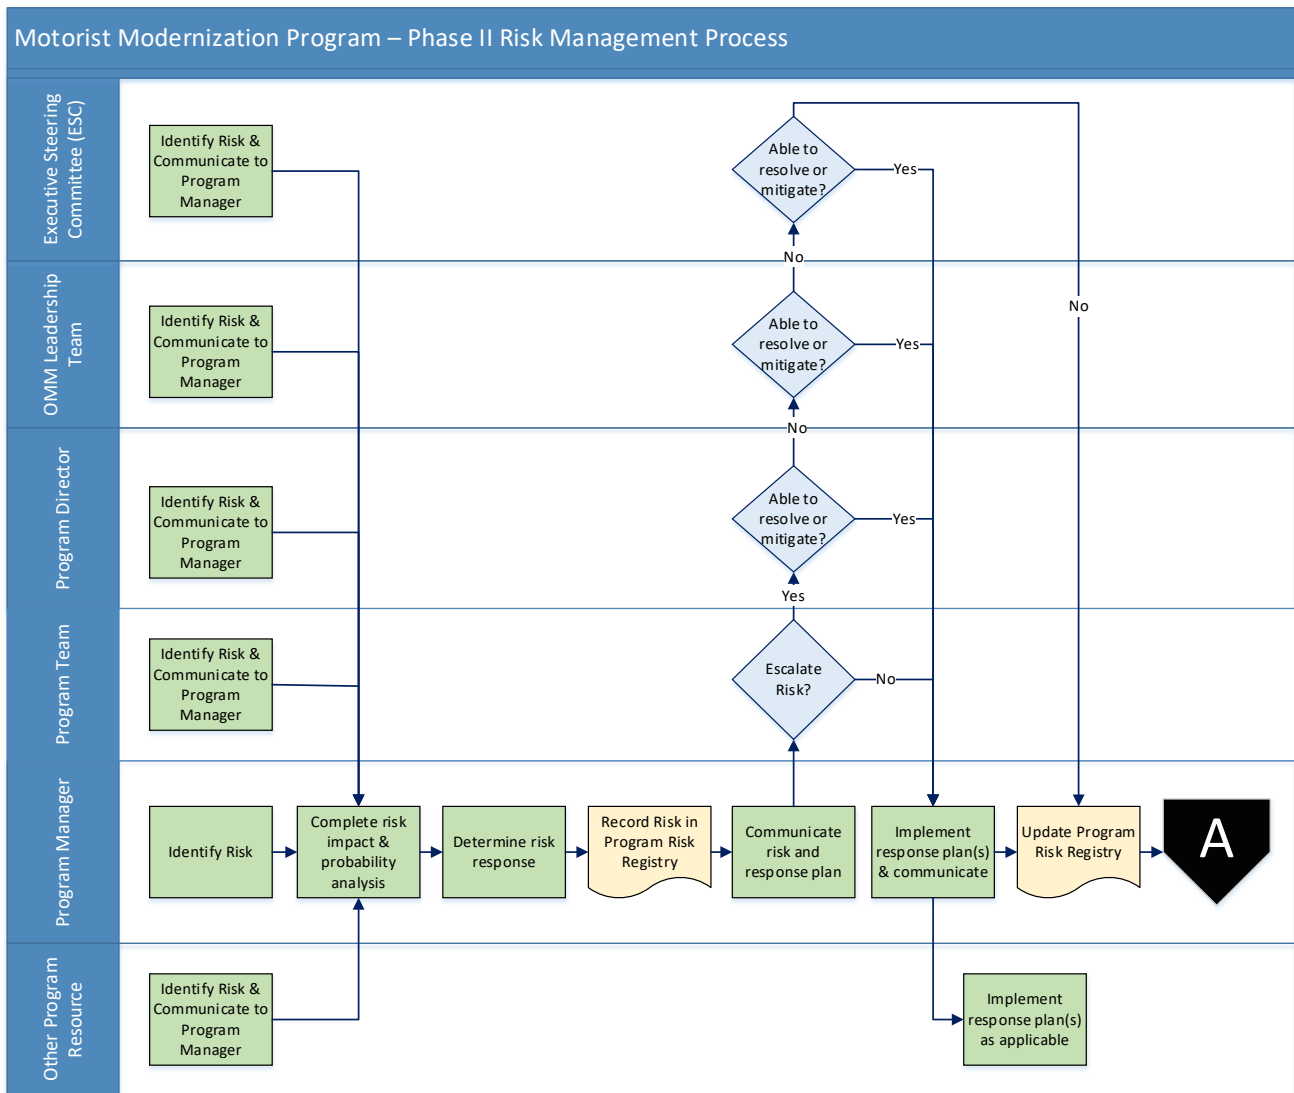 Motorist Modernization Program – Phase II Risk Management Process
Executive Steering
Committee (ESC)
Identify Risk &
Communicate to
Program
Manager
Able to
resolve or
mitigate?
Yes
No
No
OMM Leadership
Team
Identify Risk &
Communicate to
Program
Manager
Able to
resolve or
mitigate?
Yes
No
Program Director
Identify Risk &
Communicate to
Program
Manager
Able to
resolve or
mitigate?
Yes
Yes
Program Team
Identify Risk &
Communicate to
Program
Manager
Escalate
Risk?
No
Program Manager
Identify Risk
Complete risk
impact &
probability
analysis
Determine risk
response
Record Risk in
Program Risk
Registry
Communicate
risk and
response plan
Implement
response plan(s)
& communicate
Update Program
Risk Registry
A
Other Program
Resource
Identify Risk &
Communicate to
Program
Manager
Implement
response plan(s)
as applicable